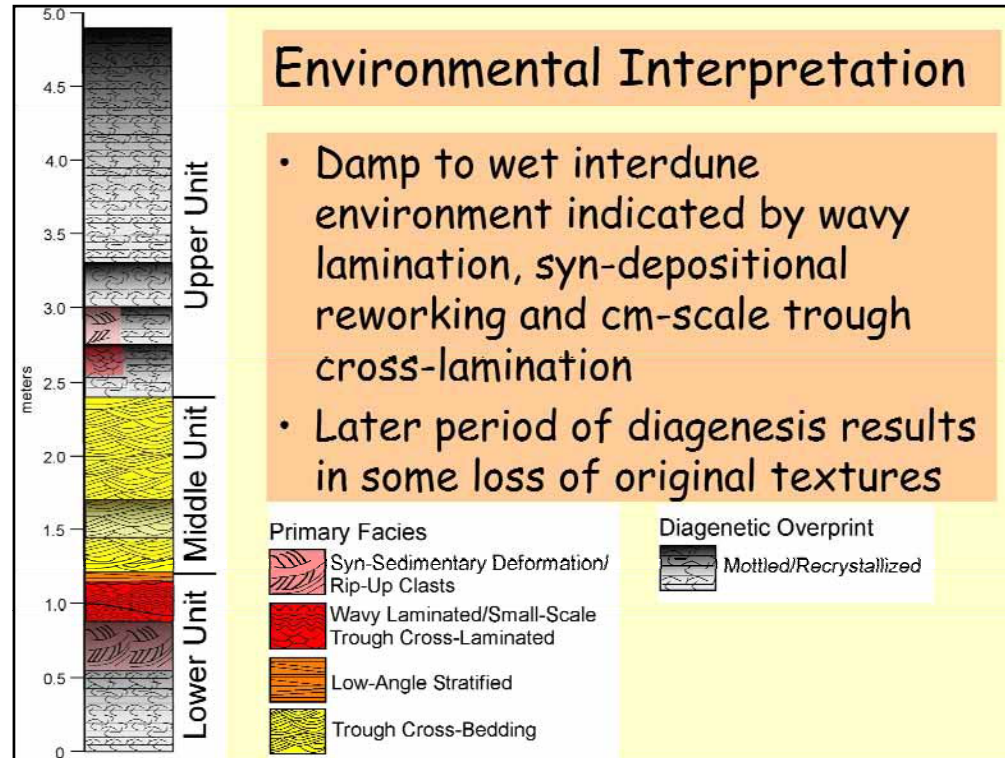 Environmental Interpretation
• Damp to wet interdune
environment indicated by wavy
lamination, syn-depositional
reworking and cm-scale trough
cross-lamination
• Later period of diagenesis results
in some loss of original textures
5.0
4.5
4.0
3.5
3.0
2.5
2.0
1.5
1.0
0.5
0
meters
Upper Unit
Middle Unit
Lower Unit
Primary Facies
Syn-Sedimentary Deformation/
Rip-Up Clasts
Wavy Laminated/Small-Scale
Trough Cross-Laminated
Low-Angle Stratified
Trough Cross-Bedding
Diagenetic Overprint
Mottled/Recrystallized